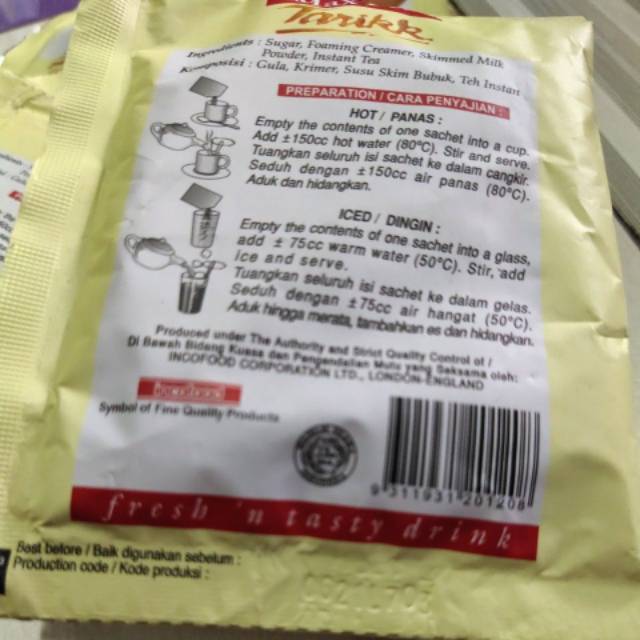 Tarikk
Ingredients : Sugar, Foaming Creamer, Skimmed Milk
Powder, Instant Tea
Komposisi : Gula, Krimer, Susu Skim Bubuk, Teh Instan
PREPARATION / CARA PENYAJIAN :
HOT / PANAS :
Empty the contents of one sachet into a cup.
Add ±150cc hot water (80°C). Stir and serve.
Tuangkan seluruh isi sachet ke dalam cangkir.
Seduh dengan ±150cc air panas (80°C).
Aduk dan hidangkan.
ICED / DINGIN :
Empty the contents of one sachet into a glass,
add ± 75cc warm water (50°C). Stir, add
ice and serve.
Tuangkan seluruh isi sachet ke dalam gelas.
Seduh dengan ±75cc air hangat (50°C).
Aduk hingga merata, tambahkan es dan hidangkan.
Produced under The Authority and Strict Quality Control of /
Di Bawah Bidang Kuasa dan Pengendalian Mutu yang Saksama oleh:
INCOFOOD CORPORATION LTD., LONDON-ENGLAND
Incofood
Symbol of Fine Quality Products
9 311931 201208
fresh 'n tasty drink
Best before / Baik digunakan sebelum :
Production code / Kode produksi :